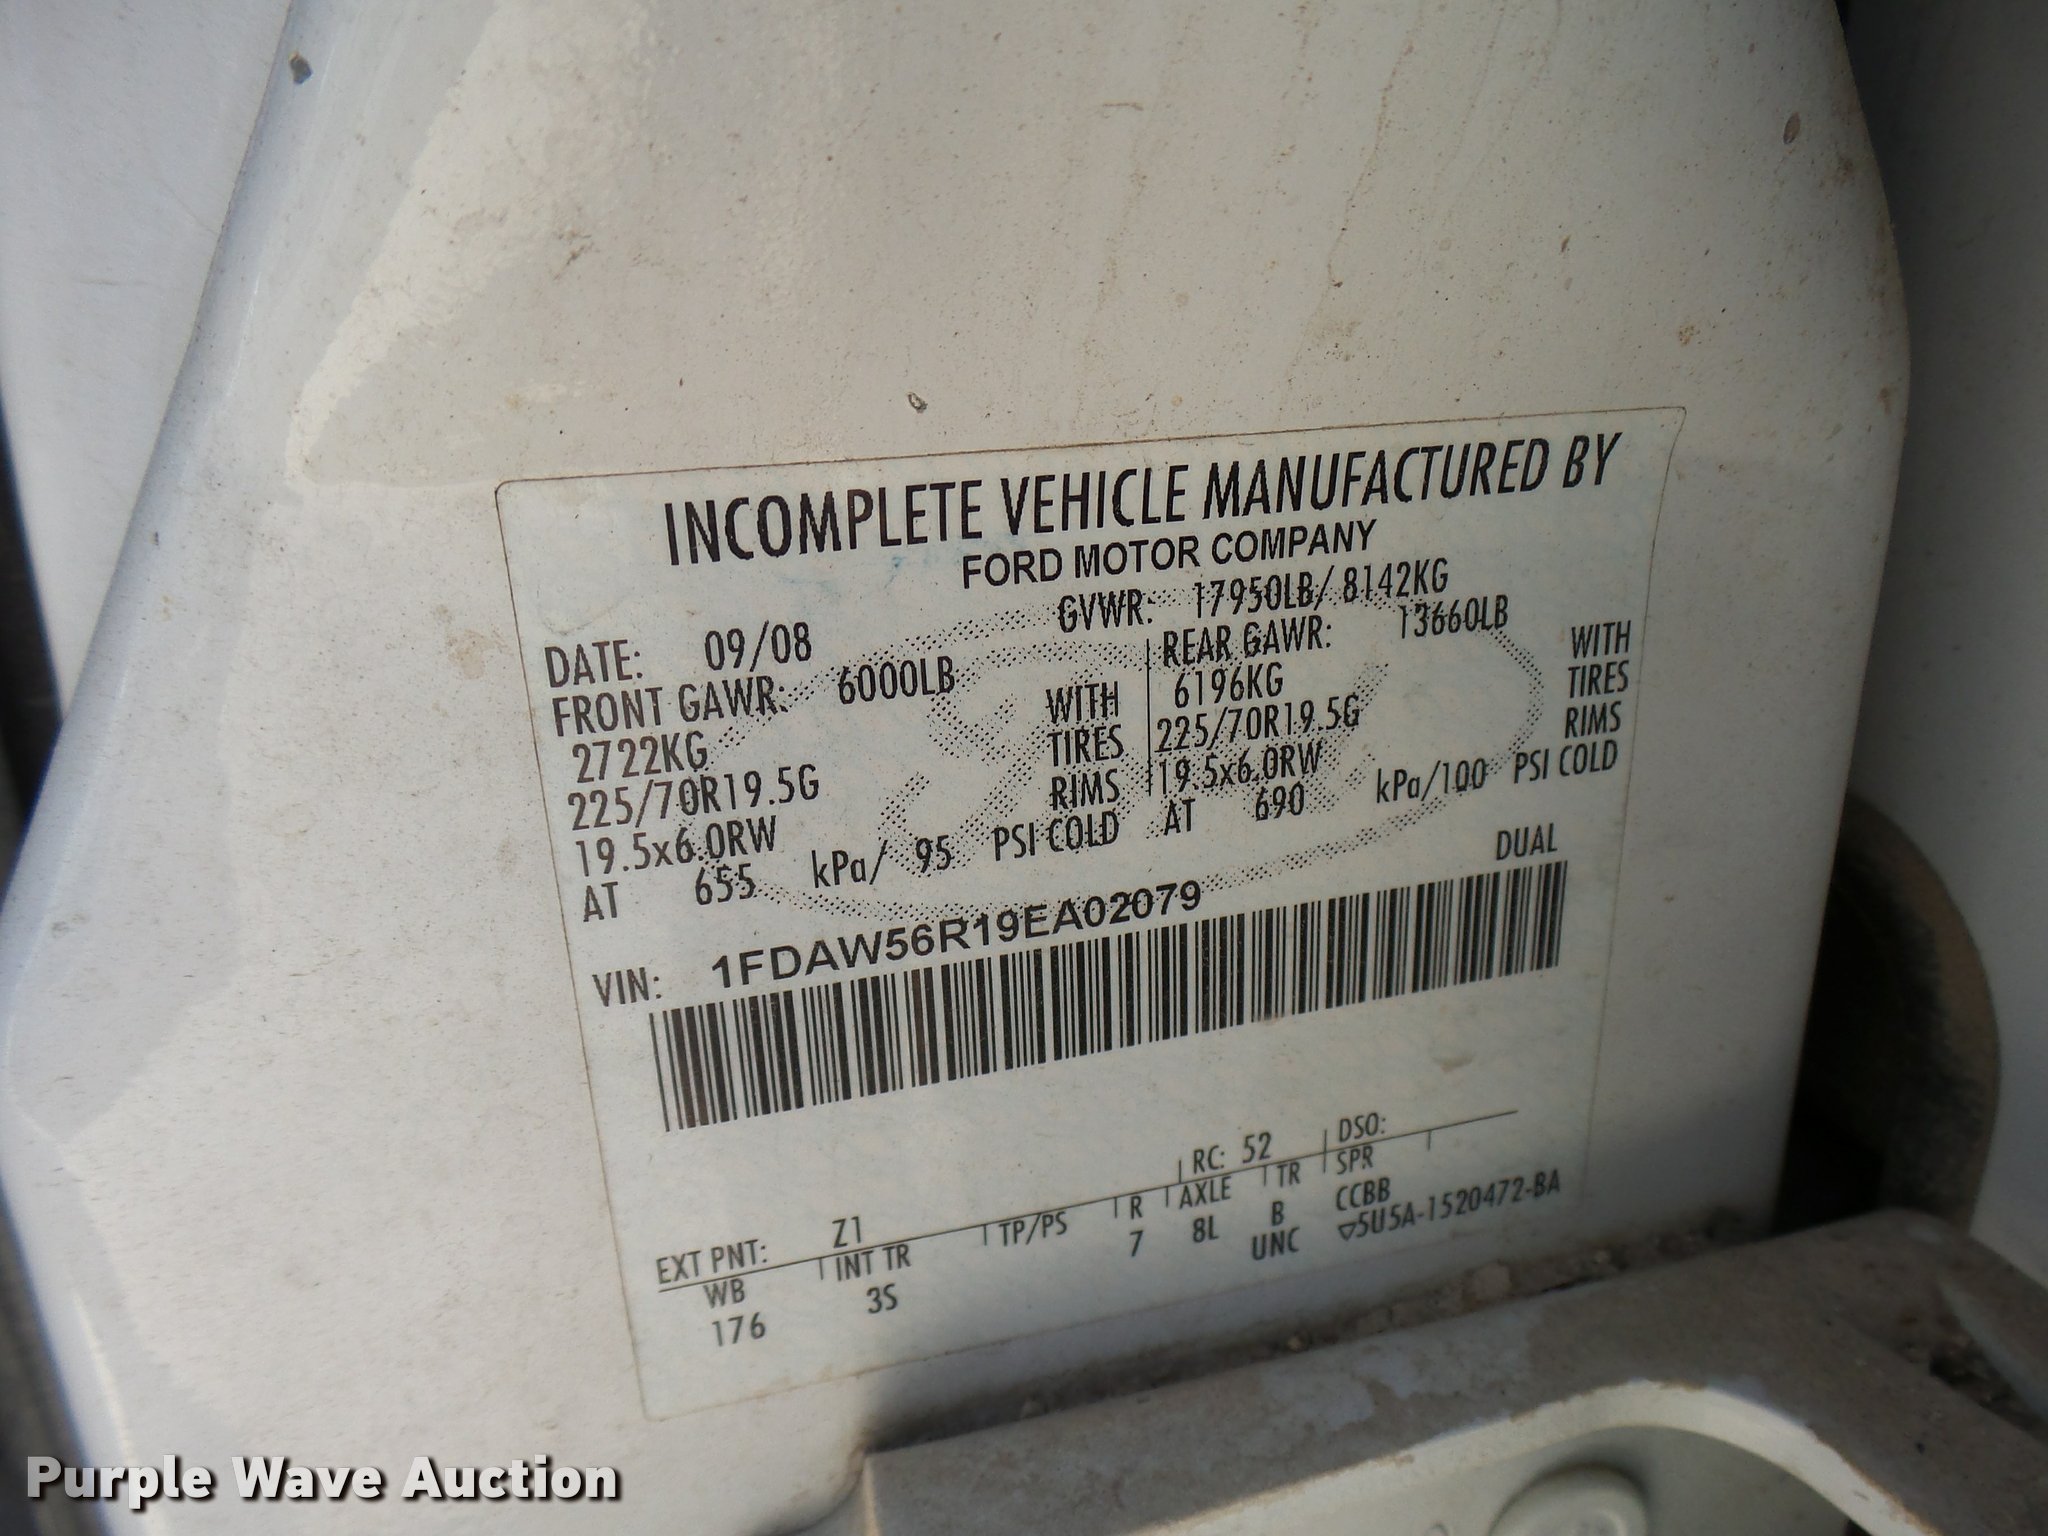 INCOMPLETE VEHICLE MANUFACTURED BY
FORD MOTOR COMPANY
DATE: 09/08 GVWR: 17950LB/ 8142KG
FRONT GAWR: 6000LB REAR GAWR: 13660LB
2722KG WITH 6196KG WITH
225/70R19.5G TIRES 225/70R19.5G TIRES
19.5x6.0RW RIMS 19.5x6.0RW RIMS
AT 655 kPa/ 95 PSI COLD AT 690 kPa/100 PSI COLD
DUAL
VIN: 1FDAW56R19EA02079
EXT PNT: Z1 RC: 52 DSO:
WB INT TR TP/PS R AXLE TR SPR
176 3S 7 8L B CCBB
UNC ▽5U5A-1520472-BA
Purple Wave Auction